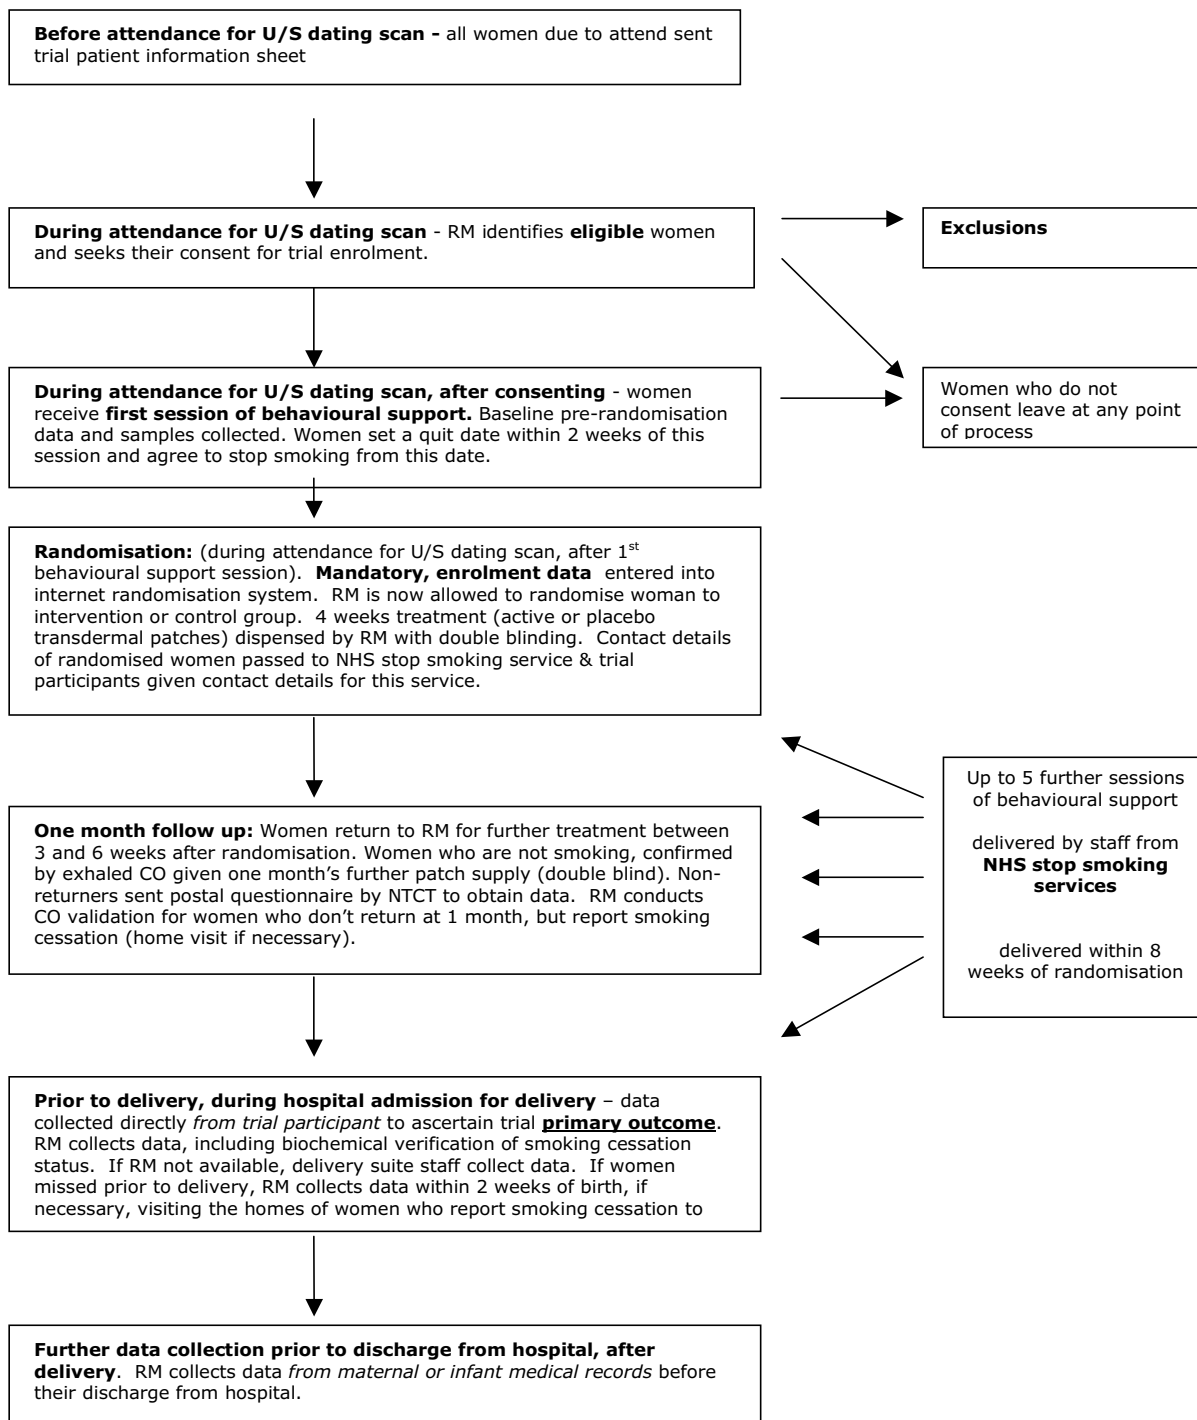 Before attendance for U/S dating scan - all women due to attend sent
trial patient information sheet
During attendance for U/S dating scan - RM identifies eligible women
and seeks their consent for trial enrolment.
Exclusions
During attendance for U/S dating scan, after consenting - women
receive first session of behavioural support. Baseline pre-randomisation
data and samples collected. Women set a quit date within 2 weeks of this
session and agree to stop smoking from this date.
Women who do not
consent leave at any point
of process
Randomisation: (during attendance for U/S dating scan, after 1st
behavioural support session). Mandatory, enrolment data entered into
internet randomisation system. RM is now allowed to randomise woman to
intervention or control group. 4 weeks treatment (active or placebo
transdermal patches) dispensed by RM with double blinding. Contact details
of randomised women passed to NHS stop smoking service & trial
participants given contact details for this service.
Up to 5 further sessions
of behavioural support
delivered by staff from
NHS stop smoking
services
delivered within 8
weeks of randomisation
One month follow up: Women return to RM for further treatment between
3 and 6 weeks after randomisation. Women who are not smoking, confirmed
by exhaled CO given one month's further patch supply (double blind). Non-
returners sent postal questionnaire by NTCT to obtain data. RM conducts
CO validation for women who don't return at 1 month, but report smoking
cessation (home visit if necessary).
Prior to delivery, during hospital admission for delivery – data
collected directly from trial participant to ascertain trial primary outcome.
RM collects data, including biochemical verification of smoking cessation
status. If RM not available, delivery suite staff collect data. If women
missed prior to delivery, RM collects data within 2 weeks of birth, if
necessary, visiting the homes of women who report smoking cessation to
Further data collection prior to discharge from hospital, after
delivery. RM collects data from maternal or infant medical records before
their discharge from hospital.